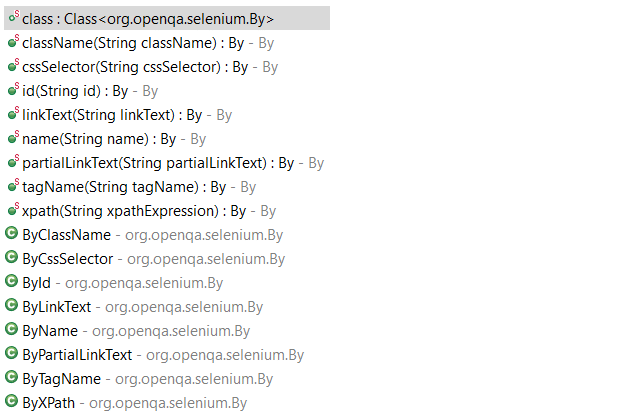 class : Class<org.openqa.selenium.By>
className(String className) : By - By
cssSelector(String cssSelector) : By - By
id(String id) : By - By
linkText(String linkText) : By - By
name(String name) : By - By
partialLinkText(String partialLinkText) : By - By
tagName(String tagName) : By - By
xpath(String xpathExpression) : By - By
ByClassName - org.openqa.selenium.By
ByCssSelector - org.openqa.selenium.By
ById - org.openqa.selenium.By
ByLinkText - org.openqa.selenium.By
ByName - org.openqa.selenium.By
ByPartialLinkText - org.openqa.selenium.By
ByTagName - org.openqa.selenium.By
ByXPath - org.openqa.selenium.By